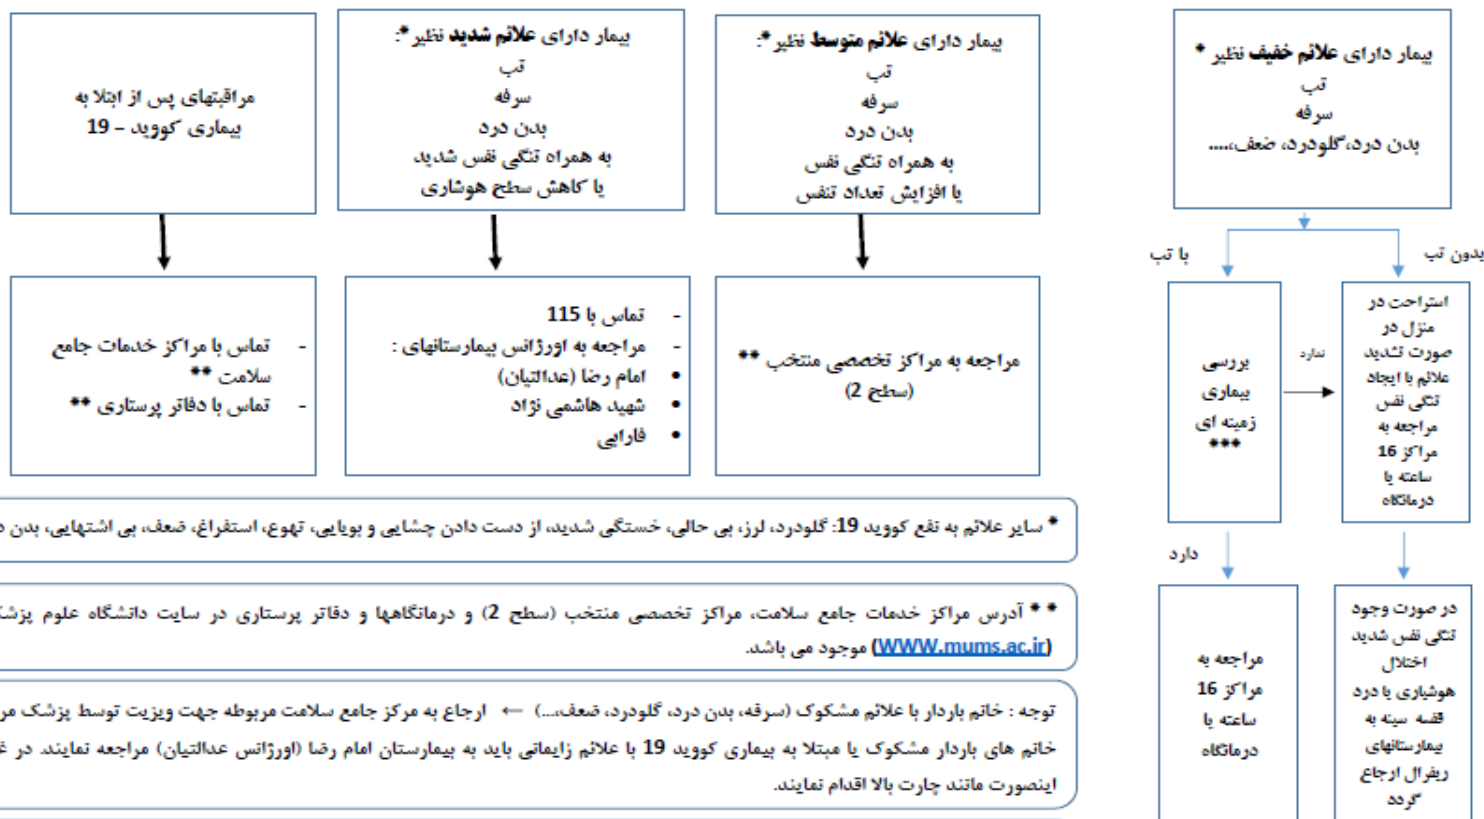 بیمار دارای علائم خفیف نظیر *
تب
سرفه
بدن درد،گلودرد، ضعف،....
بدون تب
با تب
استراحت در
منزل در
صورت تشدید
علائم یا ایجاد
تنگی نفس
مراجعه به
مراکز 16
ساعته یا
درمانگاه
ندارد
بررسی
بیماری
زمینه ای
***
دارد
در صورت وجود
تنگی نفس شدید
اختلال
هوشیاری یا درد
قفسه سینه به
بیمارستانهای
ریفرال ارجاع
گردد
مراجعه به
مراکز 16
ساعته یا
درمانگاه
بیمار دارای علائم متوسط نظیر*:
تب
سرفه
بدن درد
به همراه تنگی نفس
یا افزایش تعداد تنفس
مراجعه به مراکز تخصصی منتخب **
(سطح 2)
بیمار دارای علائم شدید نظیر*:
تب
سرفه
بدن درد
به همراه تنگی نفس شدید
یا کاهش سطح هوشاری
- تماس با 115
- مراجعه به اورژانس بیمارستانهای :
• امام رضا (عدالتیان)
• شهید هاشمی نژاد
• فارابی
مراقبتهای پس از ابتلا به
بیماری کووید – 19
- تماس با مراکز خدمات جامع
سلامت **
- تماس با دفاتر پرستاری **
* سایر علائم به نفع کووید 19: گلودرد، لرز، بی حالی، خستگی شدید، از دست دادن چشایی و بویایی، تهوع، استفراغ، ضعف، بی اشتهایی، بدن
** آدرس مراکز خدمات جامع سلامت، مراکز تخصصی منتخب (سطح 2) و درمانگاهها و دفاتر پرستاری در سایت دانشگاه علوم
(WWW.mums.ac.ir) موجود می باشد.
توجه : خانم باردار با علائم مشکوک (سرفه، بدن درد، گلودرد، ضعف،...) ← ارجاع به مرکز جامع سلامت مربوطه جهت ویزیت توسط پزشک
خانم های باردار مشکوک یا مبتلا به بیماری کووید 19 با علائم زایمانی باید به بیمارستان امام رضا (اورژانس عدالتیان) مراجعه نمایند. در
اینصورت مانند چارت بالا اقدام نمایند.